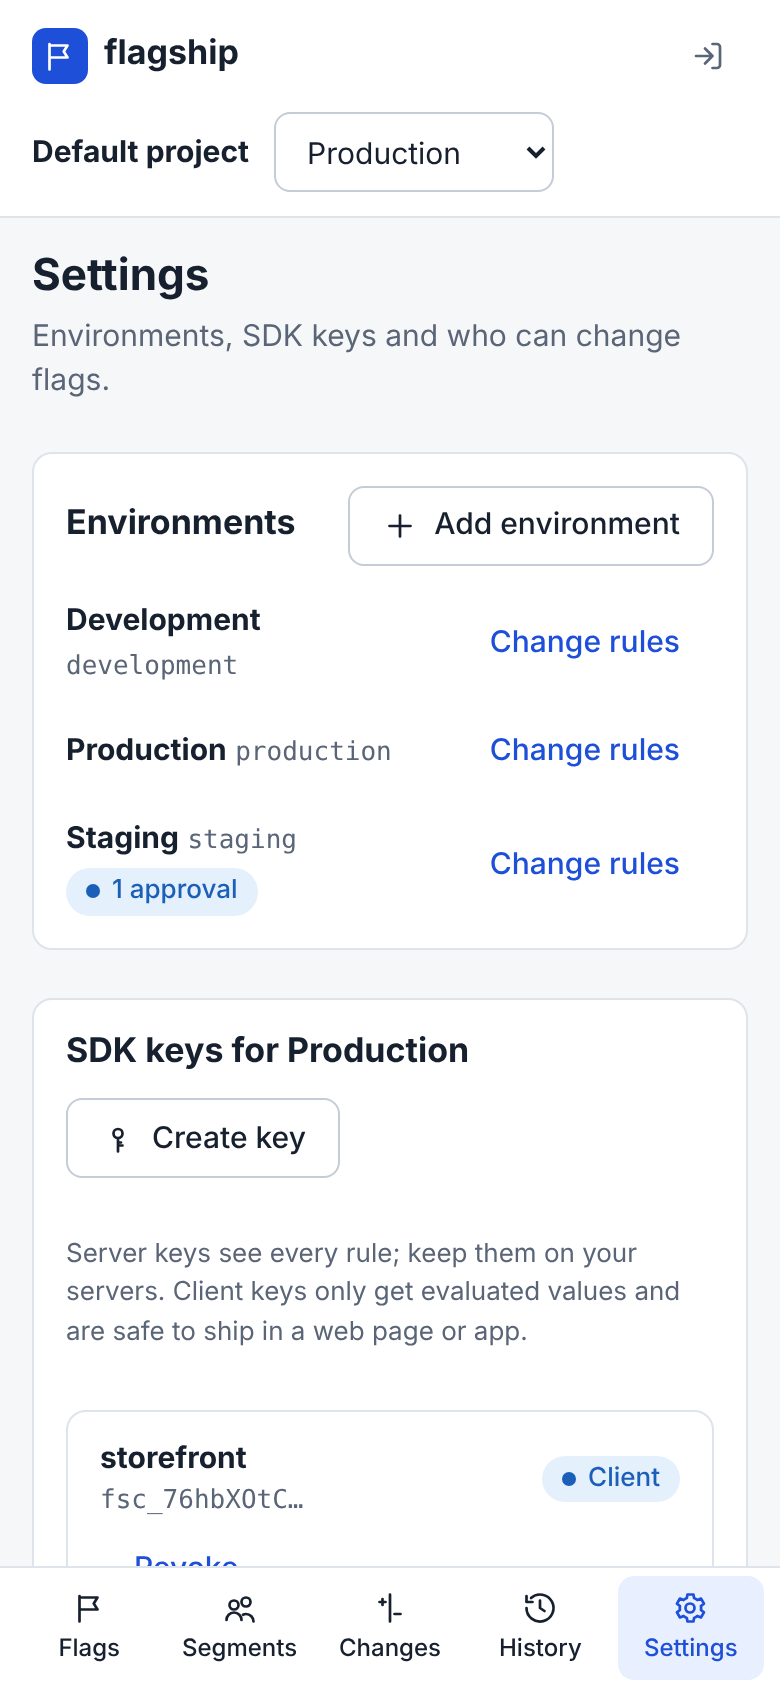 flagship
Default project Production
Settings
Environments, SDK keys and who can change
flags.
Environments + Add environment
Development
development
Change rules
Production production Change rules
Staging staging
1 approval
Change rules
SDK keys for Production
Create key
Server keys see every rule; keep them on your
servers. Client keys only get evaluated values and
are safe to ship in a web page or app.
storefront
fsc_76hbXOtC…
Client
Revoke
Flags Segments Changes History Settings